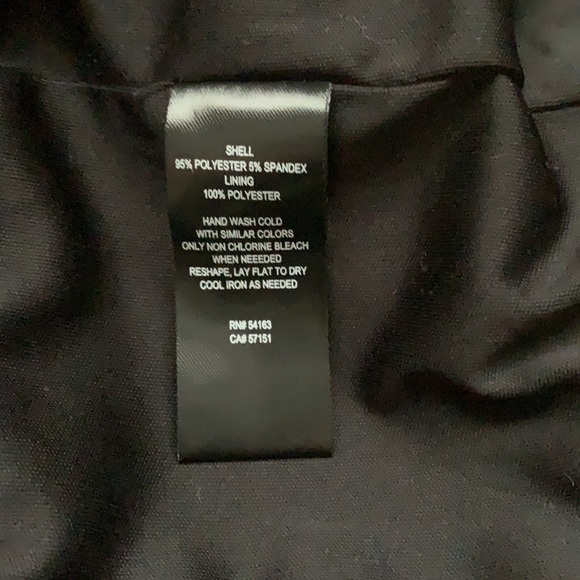 SHELL
95% POLYESTER 5% SPANDEX
LINING
100% POLYESTER
HAND WASH COLD
WITH SIMILAR COLORS
ONLY NON CHLORINE BLEACH
WHEN NEEEDED
RESHAPE, LAY FLAT TO DRY
COOL IRON AS NEEDED
RN# 54163
CA# 57151